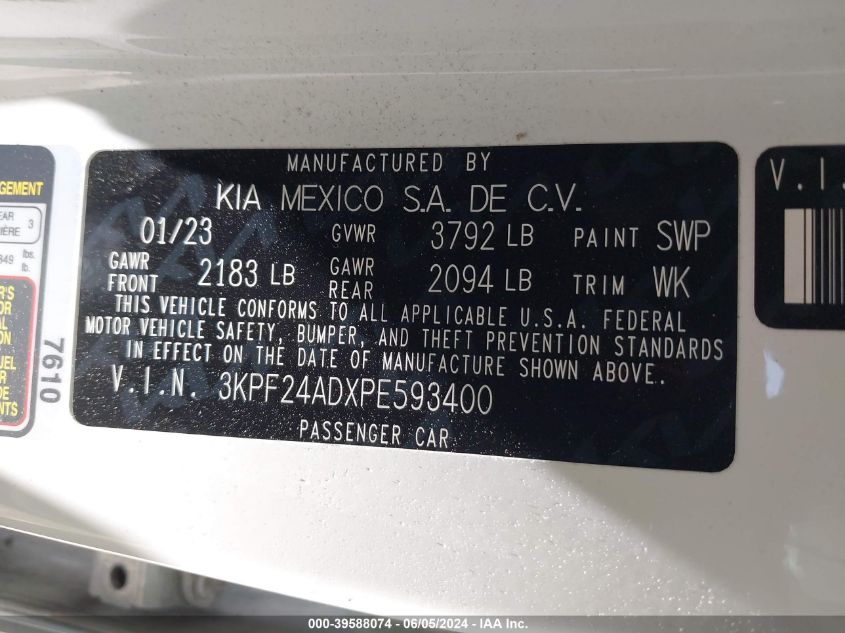 MANUFACTURED BY
KIA MEXICO S.A. DE C.V.
01/23 GVWR 3792 LB PAINT SWP
GAWR FRONT 2183 LB GAWR REAR 2094 LB TRIM WK
THIS VEHICLE CONFORMS TO ALL APPLICABLE U.S.A. FEDERAL
MOTOR VEHICLE SAFETY, BUMPER, AND THEFT PREVENTION STANDARDS
IN EFFECT ON THE DATE OF MANUFACTURE SHOWN ABOVE..
V.I.N. 3KPF24ADXPE593400
PASSENGER CAR
7610
V.I.
3
lbs.
lb.
000-39588074 - 06/05/2024 - IAA Inc.